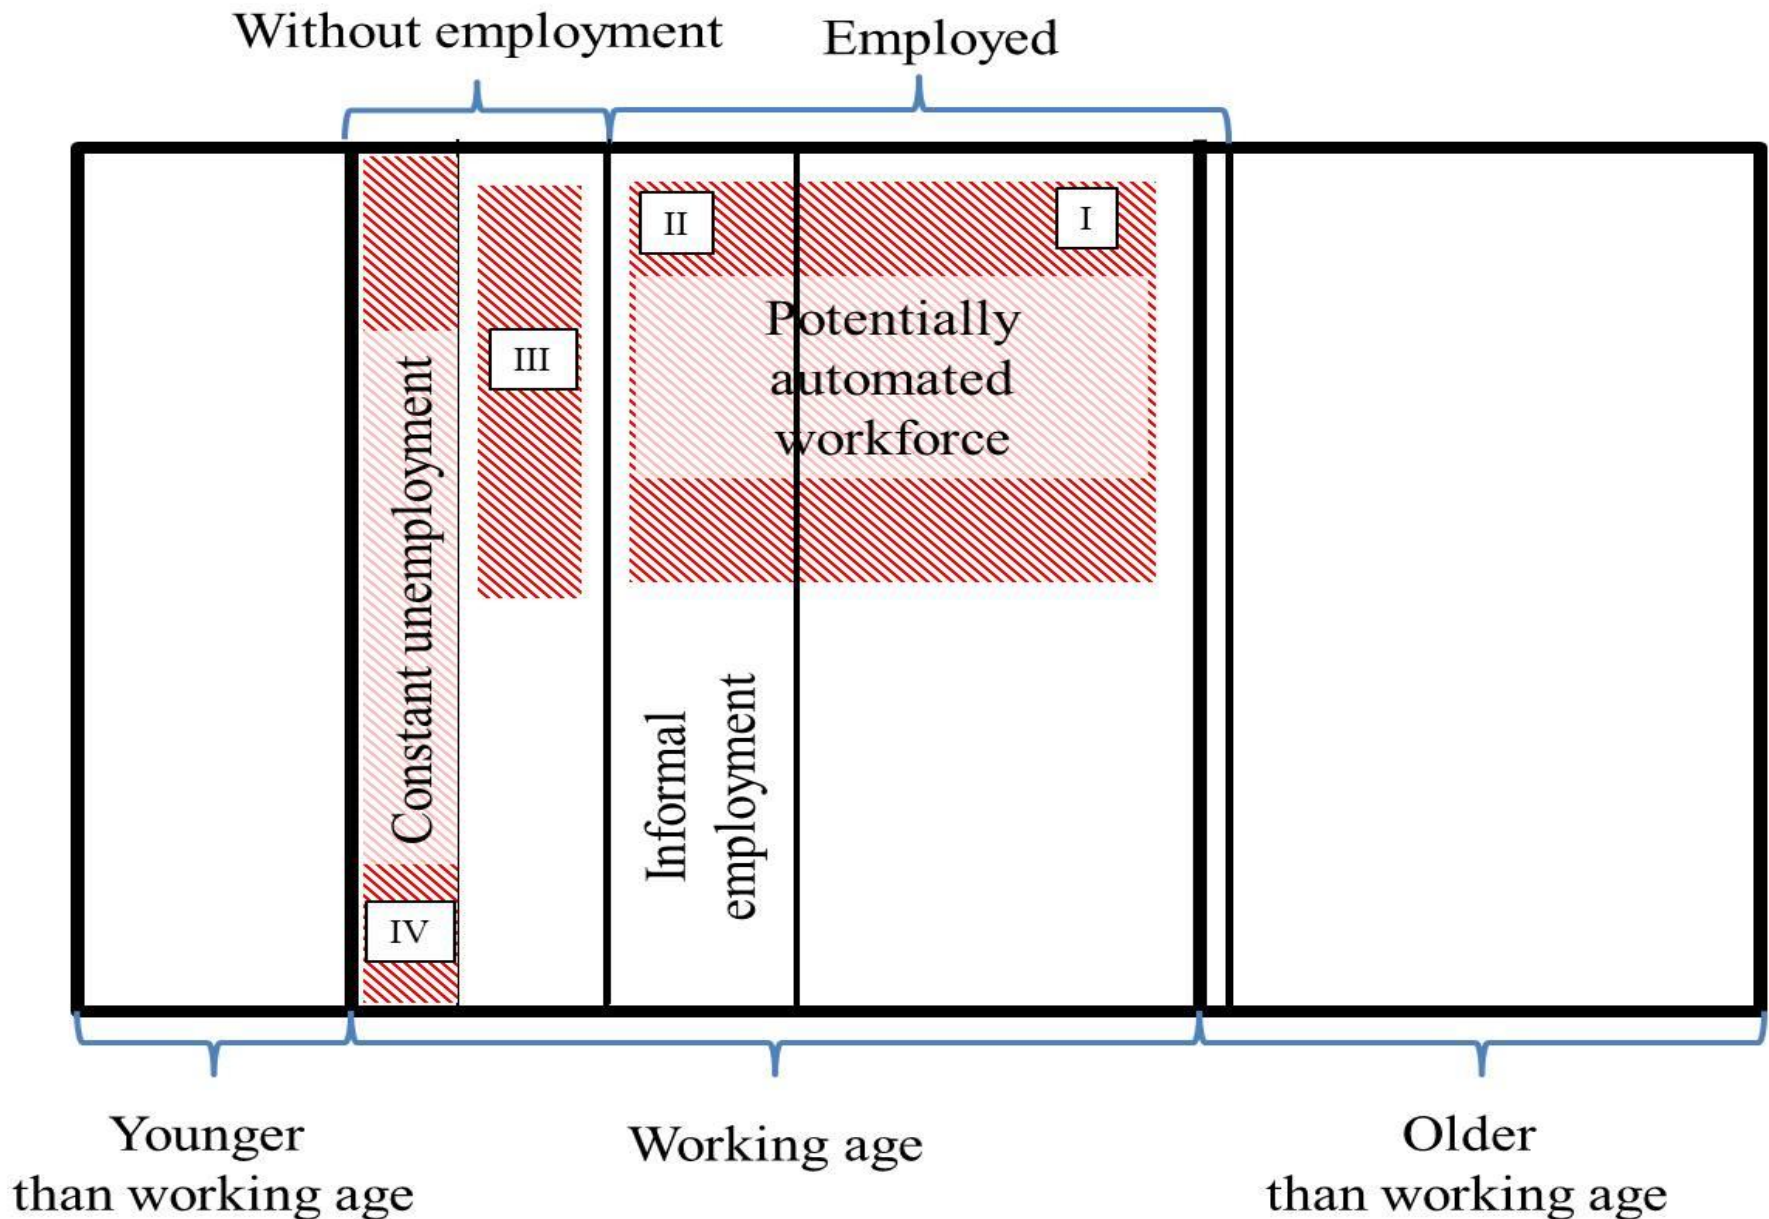 Without employment
Employed
II
I
Potentially
automated
workforce
III
Constant unemployment
IV
Informal
employment
Younger
than working age
Working age
Older
than working age